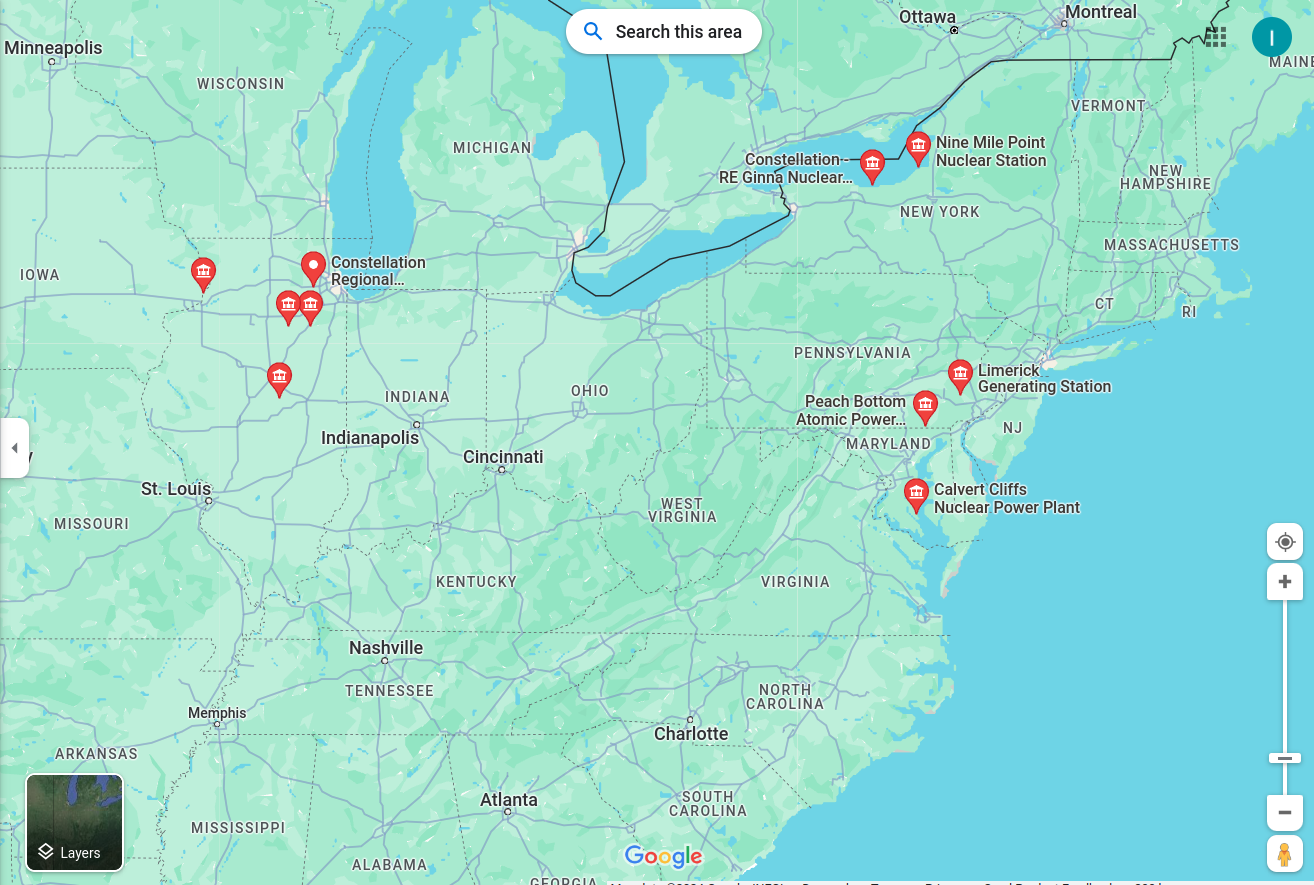 Search this area
Ottawa
Montreal
Minneapolis
MAINE
WISCONSIN
VERMONT
MICHIGAN
Nine Mile Point
Nuclear Station
Constellation -
RE Ginna Nuclear...
NEW
HAMPSHIRE
NEW YORK
MASSACHUSETTS
Constellation
Regional...
IOWA
CT
RI
PENNSYLVANIA
Limerick
Generating Station
OHIO
INDIANA
Peach Bottom
Atomic Power...
NJ
Indianapolis
MARYLAND
Cincinnati
St. Louis
Calvert Cliffs
Nuclear Power Plant
WEST
VIRGINIA
MISSOURI
KENTUCKY
VIRGINIA
Nashville
TENNESSEE
NORTH
CAROLINA
Memphis
Charlotte
ARKANSAS
Atlanta
SOUTH
CAROLINA
MISSISSIPPI
Layers
Google
ALABAMA
GEORGIA